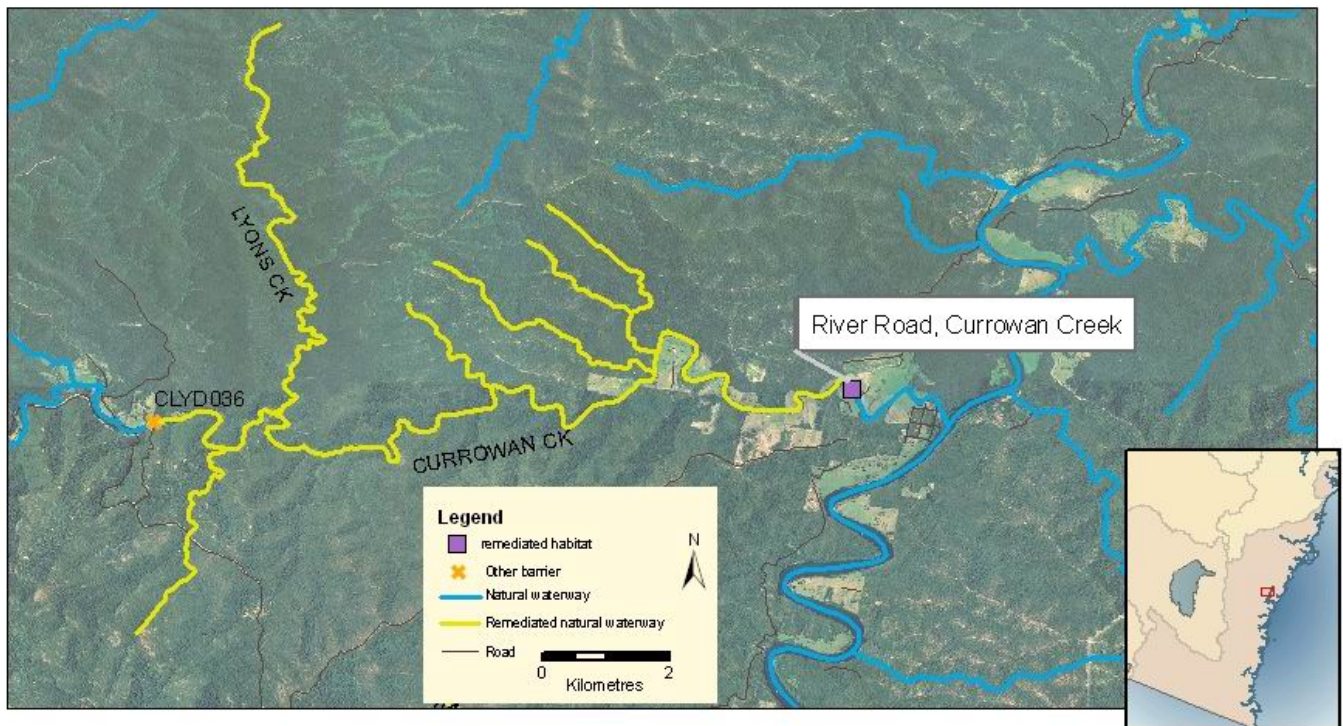 LYONS CK
River Road, Currowan Creek
CLYD036
CURROWAN CK
Legend
remediated habitat
Other barrier
Natural waterway
Remediated natural waterway
Road
N
0 2
Kilometres